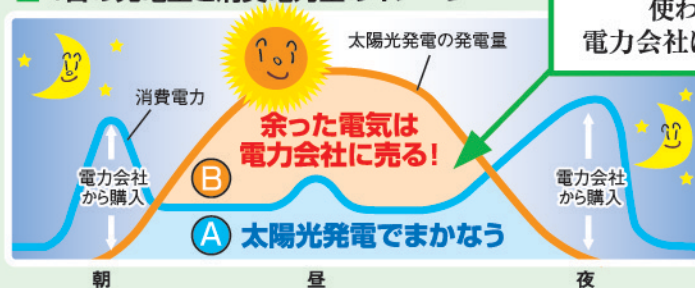 使わ
電力会社に
太陽光発電の発電量
消費電力
余った電気は
電力会社に売る!
電力会社
から購入
B
電力会社
から購入
A 太陽光発電でまかなう
朝
昼
夜